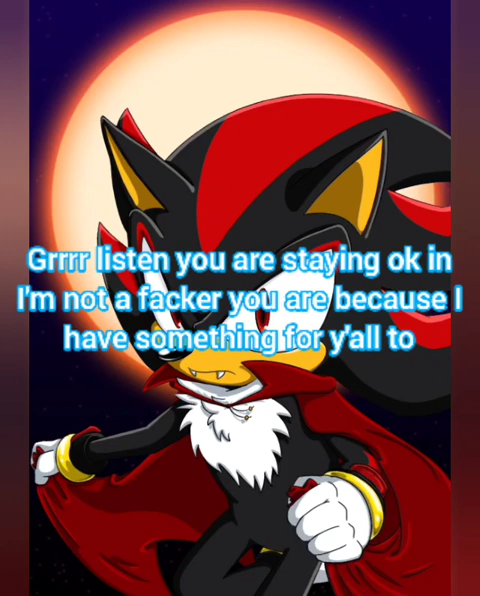 Grrrr listen you are staying ok in
I'm not a facker you are because I
have something for y'all to